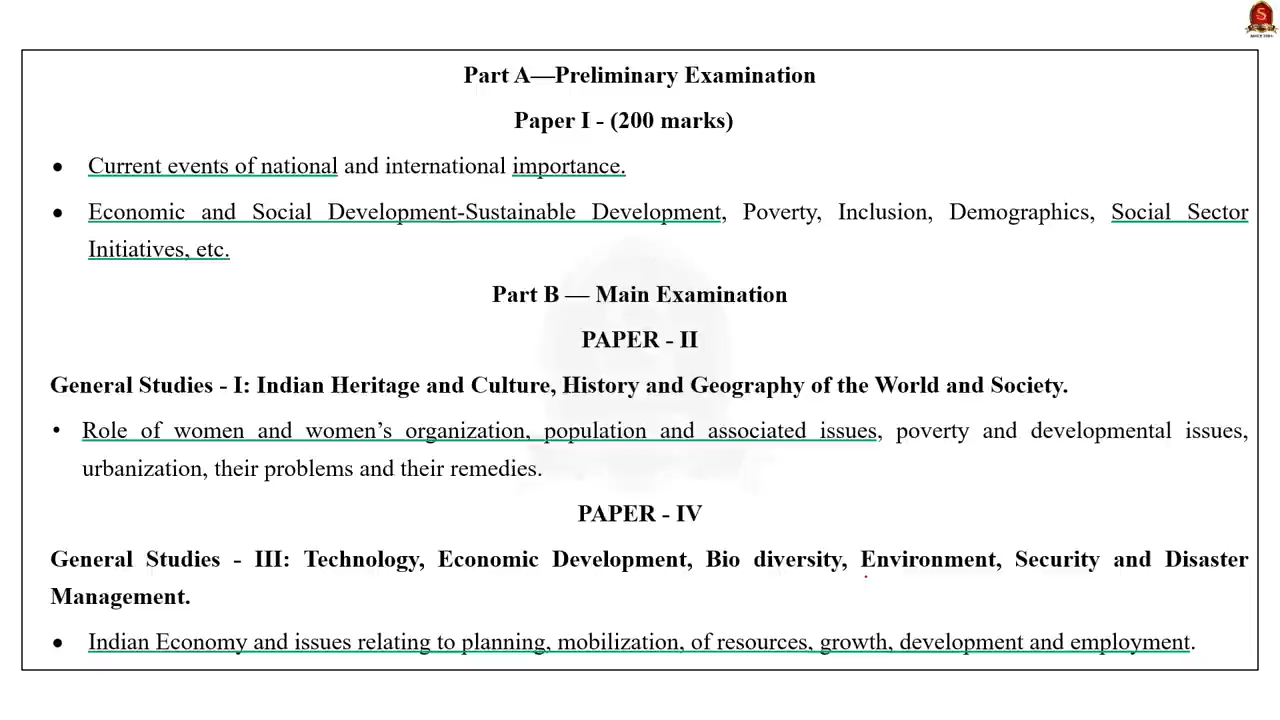 Part A—Preliminary Examination
Paper I - (200 marks)
• Current events of national and international importance.
• Economic and Social Development-Sustainable Development, Poverty, Inclusion, Demographics, Social Sector
Initiatives, etc.
Part B — Main Examination
PAPER - II
General Studies - I: Indian Heritage and Culture, History and Geography of the World and Society.
• Role of women and women’s organization, population and associated issues, poverty and developmental issues,
urbanization, their problems and their remedies.
PAPER - IV
General Studies - III: Technology, Economic Development, Bio diversity, Environment, Security and Disaster
Management.
• Indian Economy and issues relating to planning, mobilization, of resources, growth, development and employment.